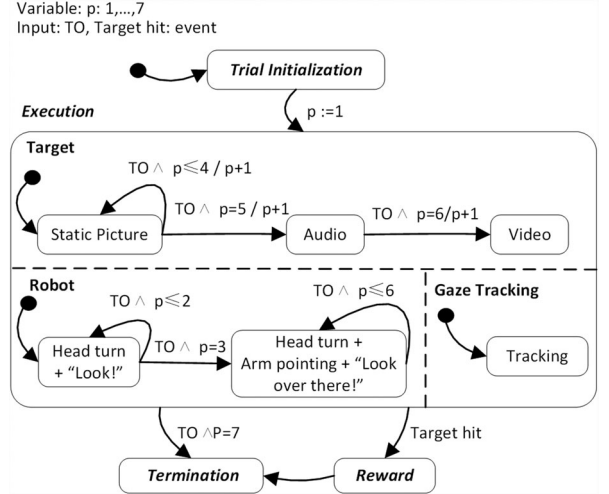 Variable: p: 1,…,7
Input: TO, Target hit: event
Trial Initialization
Execution
p :=1
Target
TO ∧ p≤4 / p+1
TO ∧ p=5 / p+1
TO ∧ p=6/p+1
Static Picture
Audio
Video
Robot
TO ∧ p≤2
TO ∧ p≤6
Gaze Tracking
Head turn
+ “Look!”
TO ∧ p=3
Head turn +
Arm pointing + “Look
over there!”
Tracking
TO ∧P=7
Target hit
Termination
Reward